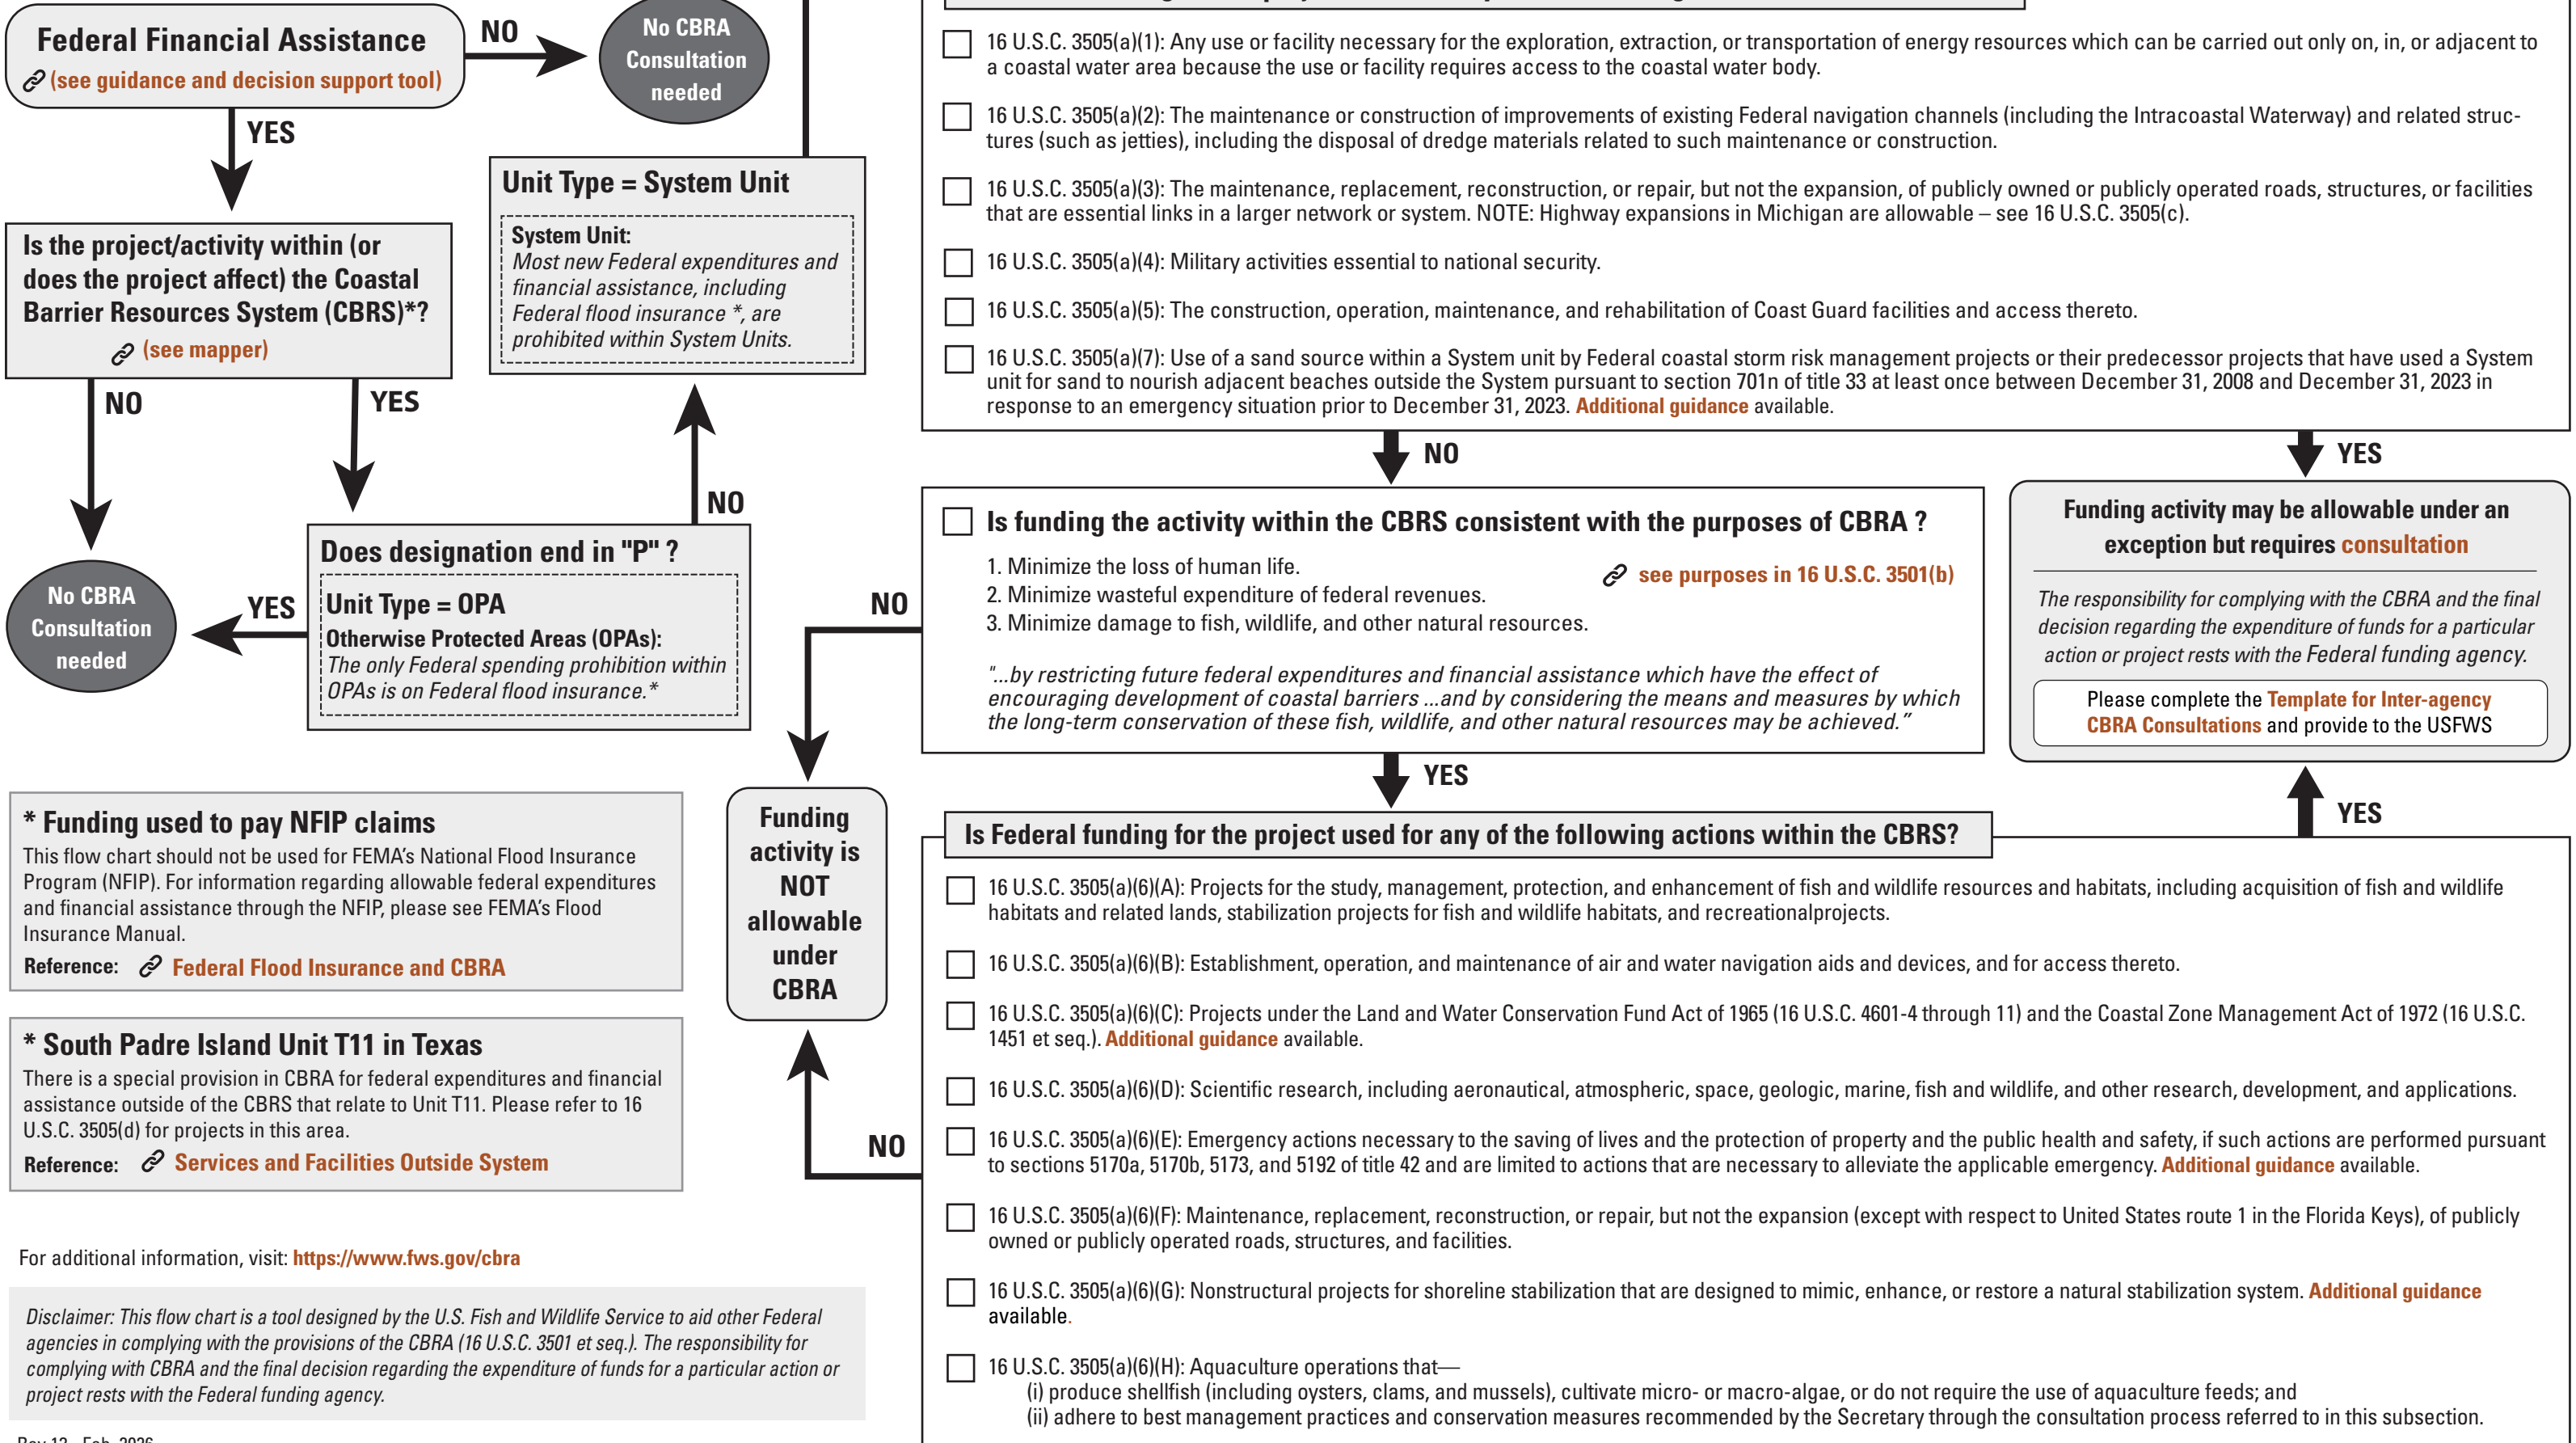 Federal Financial Assistance
(see guidance and decision support tool)
NO
No CBRA
Consultation
needed
YES
Is the project/activity within (or
does the project affect) the Coastal
Barrier Resources System (CBRS)*?
(see mapper)
NO
YES
Unit Type = System Unit
System Unit:
Most new Federal expenditures and
financial assistance, including
Federal flood insurance *, are
prohibited within System Units.
NO
No CBRA
Consultation
needed
YES
Does designation end in "P" ?
Unit Type = OPA
Otherwise Protected Areas (OPAs):
The only Federal spending prohibition within
OPAs is on Federal flood insurance.*
* Funding used to pay NFIP claims
This flow chart should not be used for FEMA's National Flood Insurance
Program (NFIP). For information regarding allowable federal expenditures
and financial assistance through the NFIP, please see FEMA's Flood
Insurance Manual.
Reference: Federal Flood Insurance and CBRA
* South Padre Island Unit T11 in Texas
There is a special provision in CBRA for federal expenditures and financial
assistance outside of the CBRS that relate to Unit T11. Please refer to 16
U.S.C. 3505(d) for projects in this area.
Reference: Services and Facilities Outside System
For additional information, visit: https://www.fws.gov/cbra
Disclaimer: This flow chart is a tool designed by the U.S. Fish and Wildlife Service to aid other Federal
agencies in complying with the provisions of the CBRA (16 U.S.C. 3501 et seq.). The responsibility for
complying with CBRA and the final decision regarding the expenditure of funds for a particular action or
project rests with the Federal funding agency.
16 U.S.C. 3505(a)(1): Any use or facility necessary for the exploration, extraction, or transportation of energy resources which can be carried out only on, in, or adjacent to
a coastal water area because the use or facility requires access to the coastal water body.
16 U.S.C. 3505(a)(2): The maintenance or construction of improvements of existing Federal navigation channels (including the Intracoastal Waterway) and related struc-
tures (such as jetties), including the disposal of dredge materials related to such maintenance or construction.
16 U.S.C. 3505(a)(3): The maintenance, replacement, reconstruction, or repair, but not the expansion, of publicly owned or publicly operated roads, structures, or facilities
that are essential links in a larger network or system. NOTE: Highway expansions in Michigan are allowable – see 16 U.S.C. 3505(c).
16 U.S.C. 3505(a)(4): Military activities essential to national security.
16 U.S.C. 3505(a)(5): The construction, operation, maintenance, and rehabilitation of Coast Guard facilities and access thereto.
16 U.S.C. 3505(a)(7): Use of a sand source within a System unit by Federal coastal storm risk management projects or their predecessor projects that have used a System
unit for sand to nourish adjacent beaches outside the System pursuant to section 701n of title 33 at least once between December 31, 2008 and December 31, 2023 in
response to an emergency situation prior to December 31, 2023. Additional guidance available.
NO
YES
Is funding the activity within the CBRS consistent with the purposes of CBRA ?
1. Minimize the loss of human life.
2. Minimize wasteful expenditure of federal revenues.
3. Minimize damage to fish, wildlife, and other natural resources.
see purposes in 16 U.S.C. 3501(b)
"...by restricting future federal expenditures and financial assistance which have the effect of
encouraging development of coastal barriers ...and by considering the means and measures by which
the long-term conservation of these fish, wildlife, and other natural resources may be achieved.”
NO
Funding activity may be allowable under an
exception but requires consultation
The responsibility for complying with the CBRA and the final
decision regarding the expenditure of funds for a particular
action or project rests with the Federal funding agency.
Please complete the Template for Inter-agency
CBRA Consultations and provide to the USFWS
YES
YES
Funding
activity is
NOT
allowable
under
CBRA
NO
Is Federal funding for the project used for any of the following actions within the CBRS?
16 U.S.C. 3505(a)(6)(A): Projects for the study, management, protection, and enhancement of fish and wildlife resources and habitats, including acquisition of fish and wildlife
habitats and related lands, stabilization projects for fish and wildlife habitats, and recreationalprojects.
16 U.S.C. 3505(a)(6)(B): Establishment, operation, and maintenance of air and water navigation aids and devices, and for access thereto.
16 U.S.C. 3505(a)(6)(C): Projects under the Land and Water Conservation Fund Act of 1965 (16 U.S.C. 4601-4 through 11) and the Coastal Zone Management Act of 1972 (16 U.S.C.
1451 et seq.). Additional guidance available.
16 U.S.C. 3505(a)(6)(D): Scientific research, including aeronautical, atmospheric, space, geologic, marine, fish and wildlife, and other research, development, and applications.
16 U.S.C. 3505(a)(6)(E): Emergency actions necessary to the saving of lives and the protection of property and the public health and safety, if such actions are performed pursuant
to sections 5170a, 5170b, 5173, and 5192 of title 42 and are limited to actions that are necessary to alleviate the applicable emergency. Additional guidance available.
16 U.S.C. 3505(a)(6)(F): Maintenance, replacement, reconstruction, or repair, but not the expansion (except with respect to United States route 1 in the Florida Keys), of publicly
owned or publicly operated roads, structures, and facilities.
16 U.S.C. 3505(a)(6)(G): Nonstructural projects for shoreline stabilization that are designed to mimic, enhance, or restore a natural stabilization system. Additional guidance
available.
16 U.S.C. 3505(a)(6)(H): Aquaculture operations that—
(i) produce shellfish (including oysters, clams, and mussels), cultivate micro- or macro-algae, or do not require the use of aquaculture feeds; and
(ii) adhere to best management practices and conservation measures recommended by the Secretary through the consultation process referred to in this subsection.